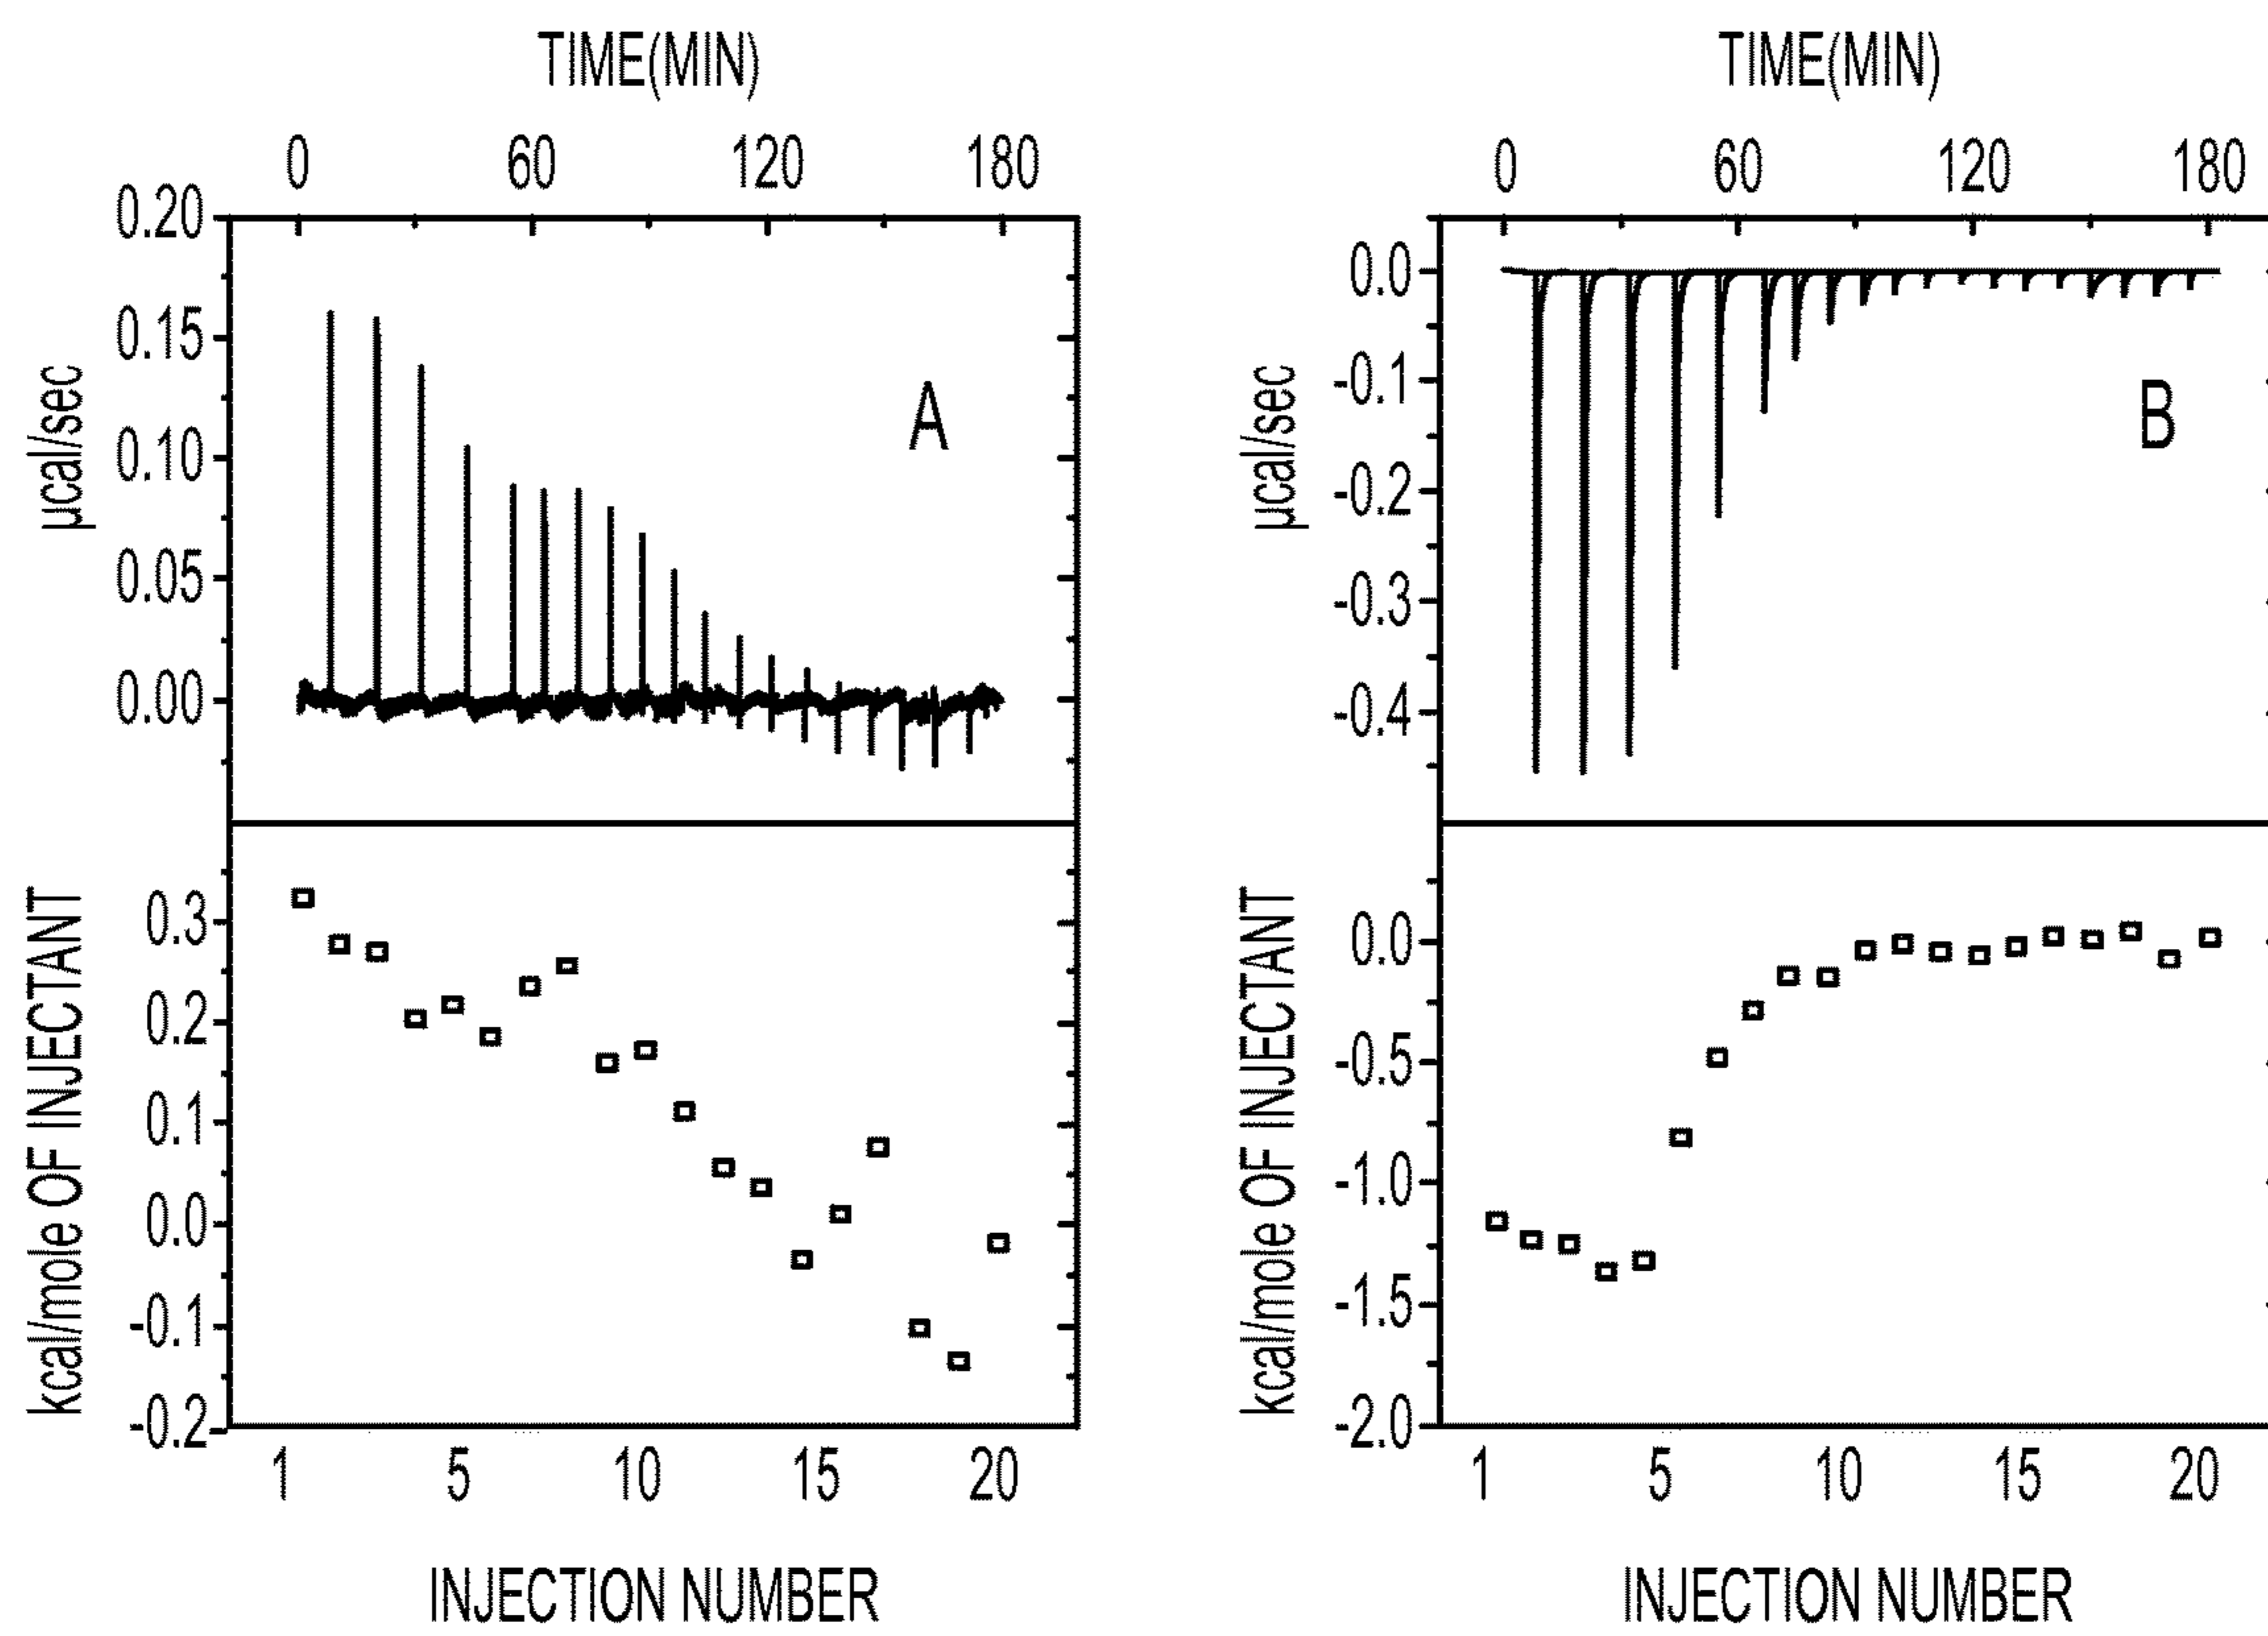 TIME(MIN)
0 60 120 180
0.20
0.15
0.10
0.05
0.00
µcal/sec
A
0.3
0.2
0.1
0.0
-0.1
-0.2
kcal/mole OF INJECTANT
1 5 10 15 20
INJECTION NUMBER
TIME(MIN)
0 60 120 180
0.0
-0.1
-0.2
-0.3
-0.4
µcal/sec
B
0.0
-0.5
-1.0
-1.5
-2.0
kcal/mole OF INJECTANT
1 5 10 15 20
INJECTION NUMBER